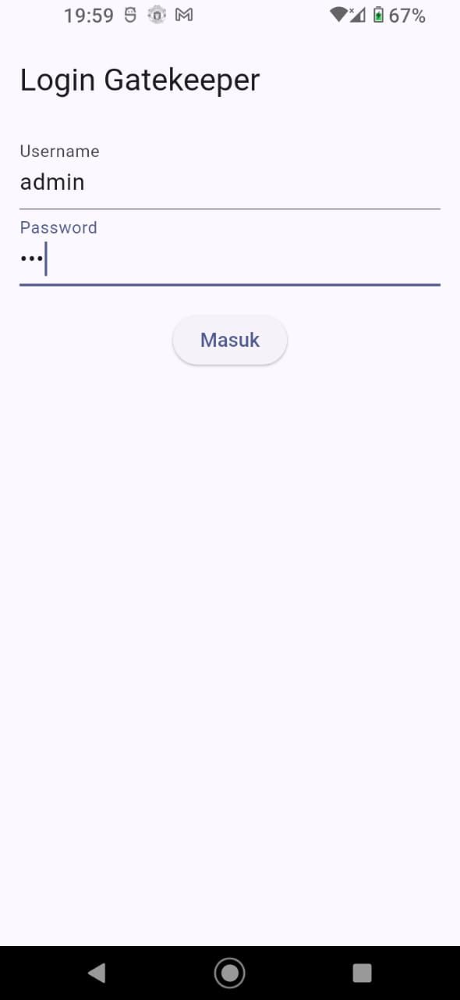 19:59 67%
Login Gatekeeper
Username
admin
Password
•••
Masuk